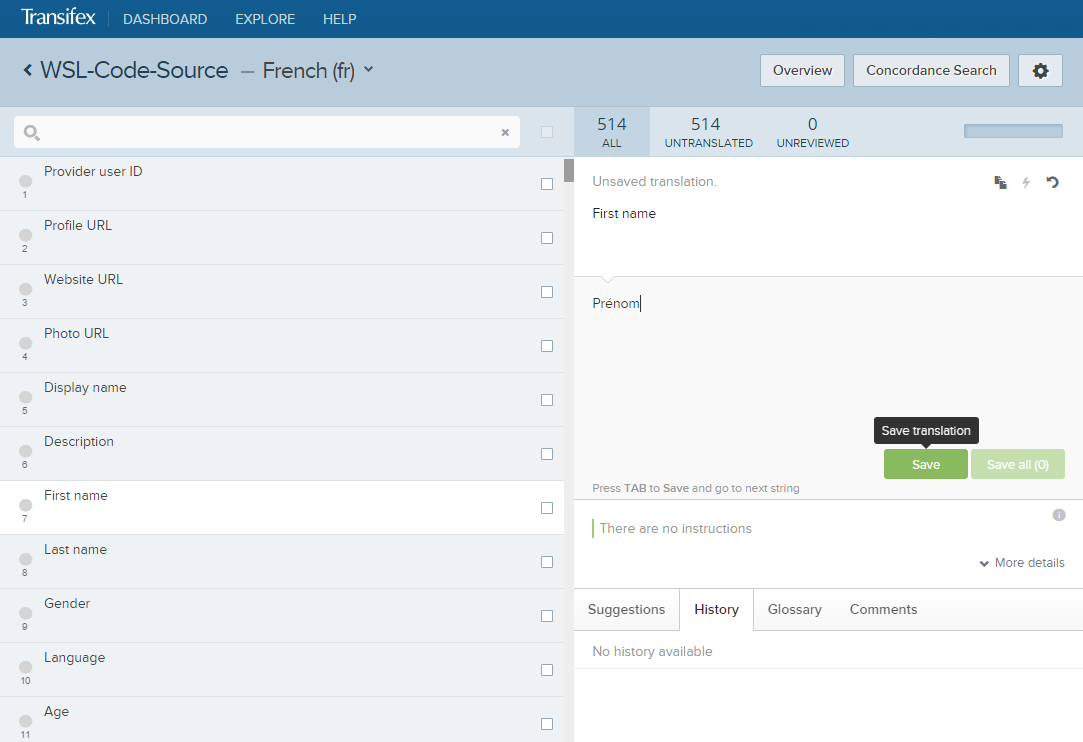 Transifex DASHBOARD EXPLORE HELP
WSL-Code-Source — French (fr)
Overview Concordance Search
514 514 0
ALL UNTRANSLATED UNREVIEWED
Provider user ID
1
Profile URL
2
Website URL
3
Photo URL
4
Display name
5
Description
6
First name
7
Last name
8
Gender
9
Language
10
Age
11
Unsaved translation.
First name
Prénom
Save translation
Save Save all (0)
Press TAB to Save and go to next string
There are no instructions
More details
Suggestions History Glossary Comments
No history available